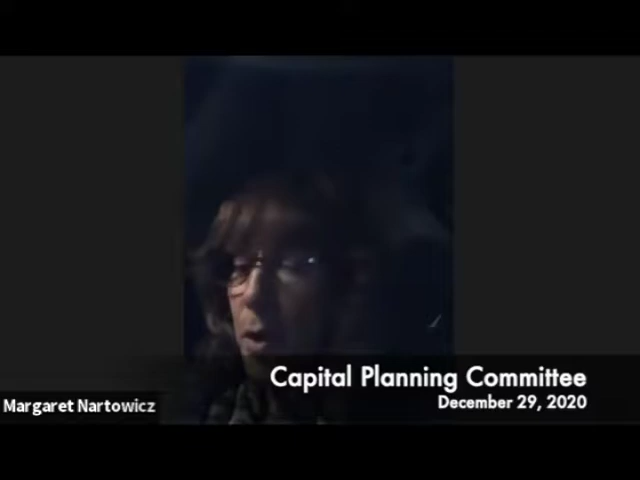 Capital Planning Committee
December 29, 2020
Margaret Nartowicz